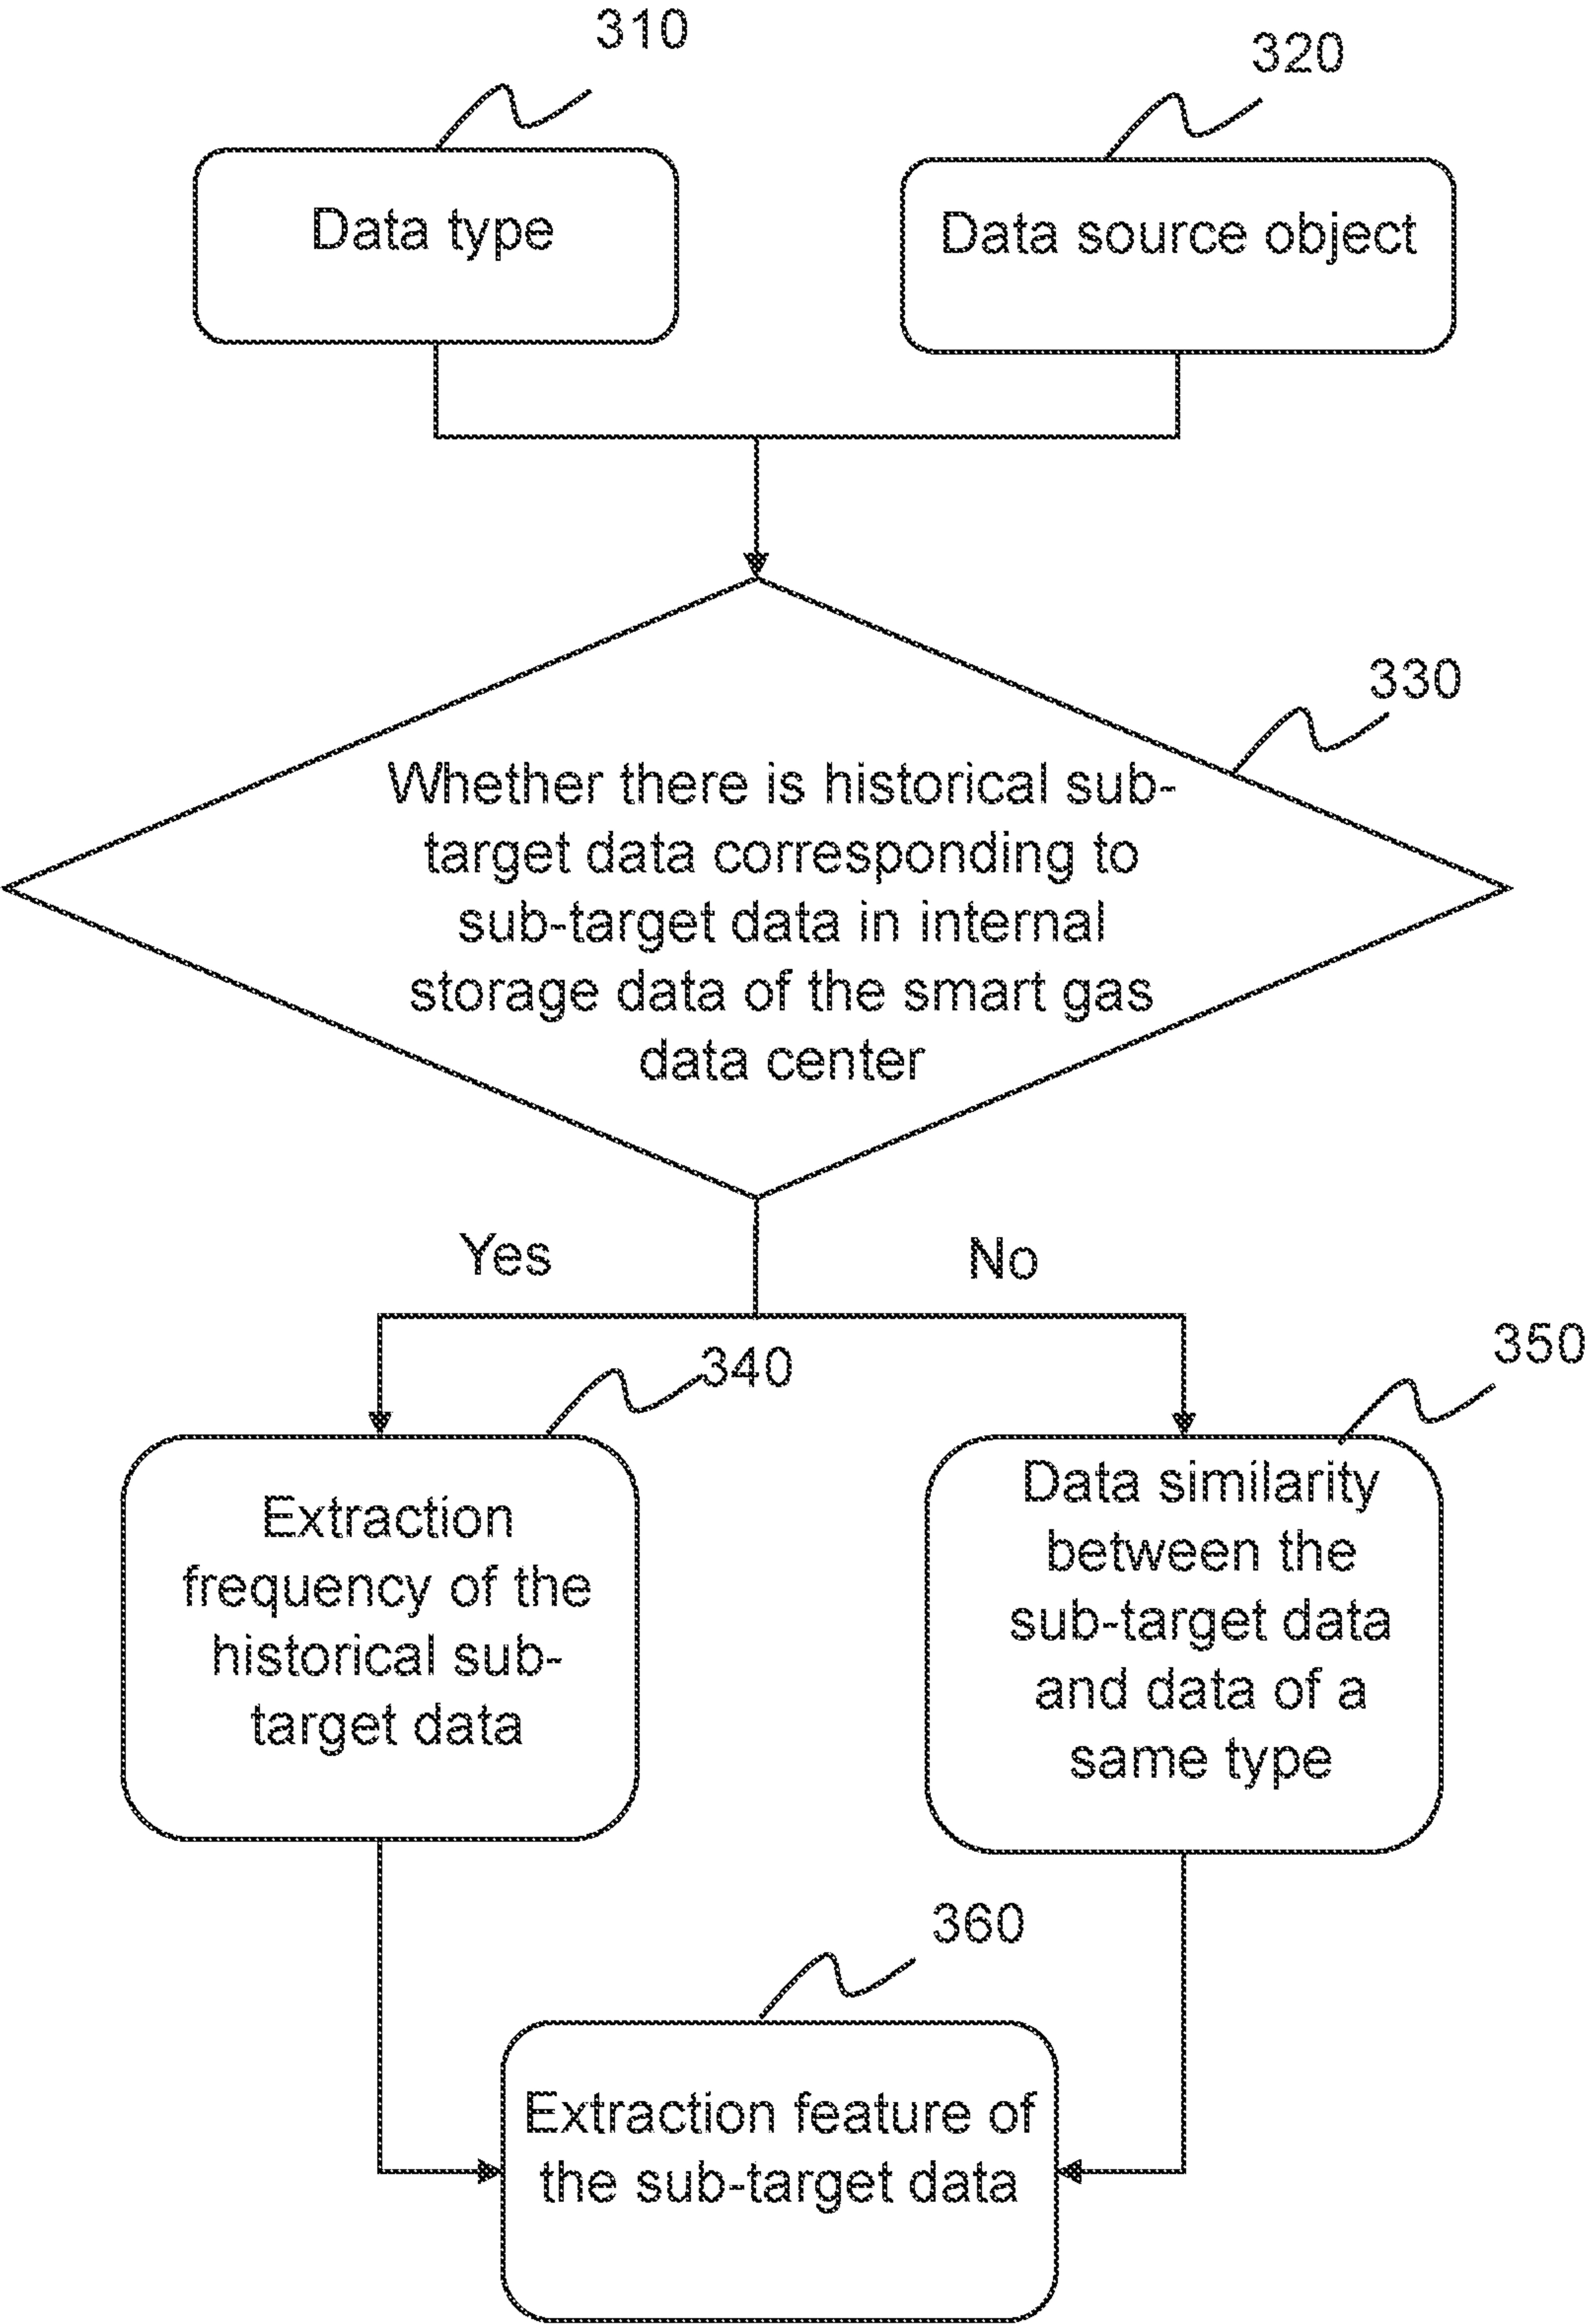 310
320
Data type
Data source object
330
Whether there is historical sub-
target data corresponding to
sub-target data in internal
storage data of the smart gas
data center
Yes
No
340
350
Extraction
frequency of the
historical sub-
target data
Data similarity
between the
sub-target data
and data of a
same type
360
Extraction feature of
the sub-target data